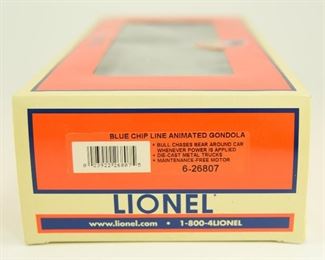 BLUE CHIP LINE ANIMATED GONDOLA
• BULL CHASES BEAR AROUND CAR
WHENEVER POWER IS APPLIED
• DIE-CAST METAL TRUCKS
• MAINTENANCE-FREE MOTOR
6-26807
LIONEL
www.lionel.com • 1-800-4LIONEL